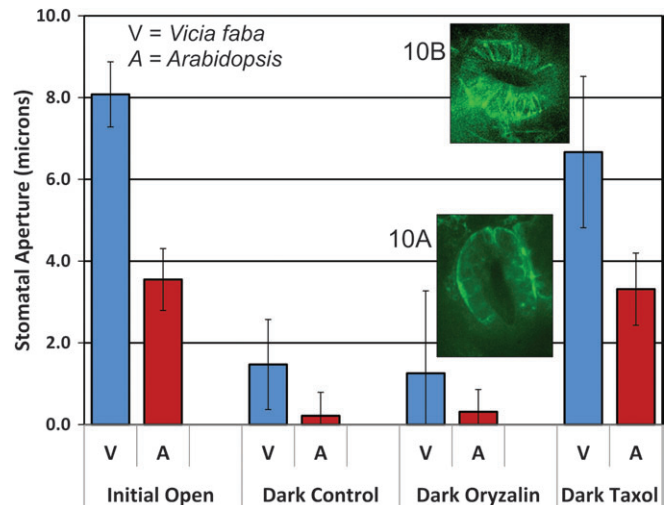 V = Vicia faba
A = Arabidopsis
10B
10A
Stomatal Aperture (microns)
10.0
8.0
6.0
4.0
2.0
0.0
V A V A V A V A
Initial Open Dark Control Dark Oryzalin Dark Taxol